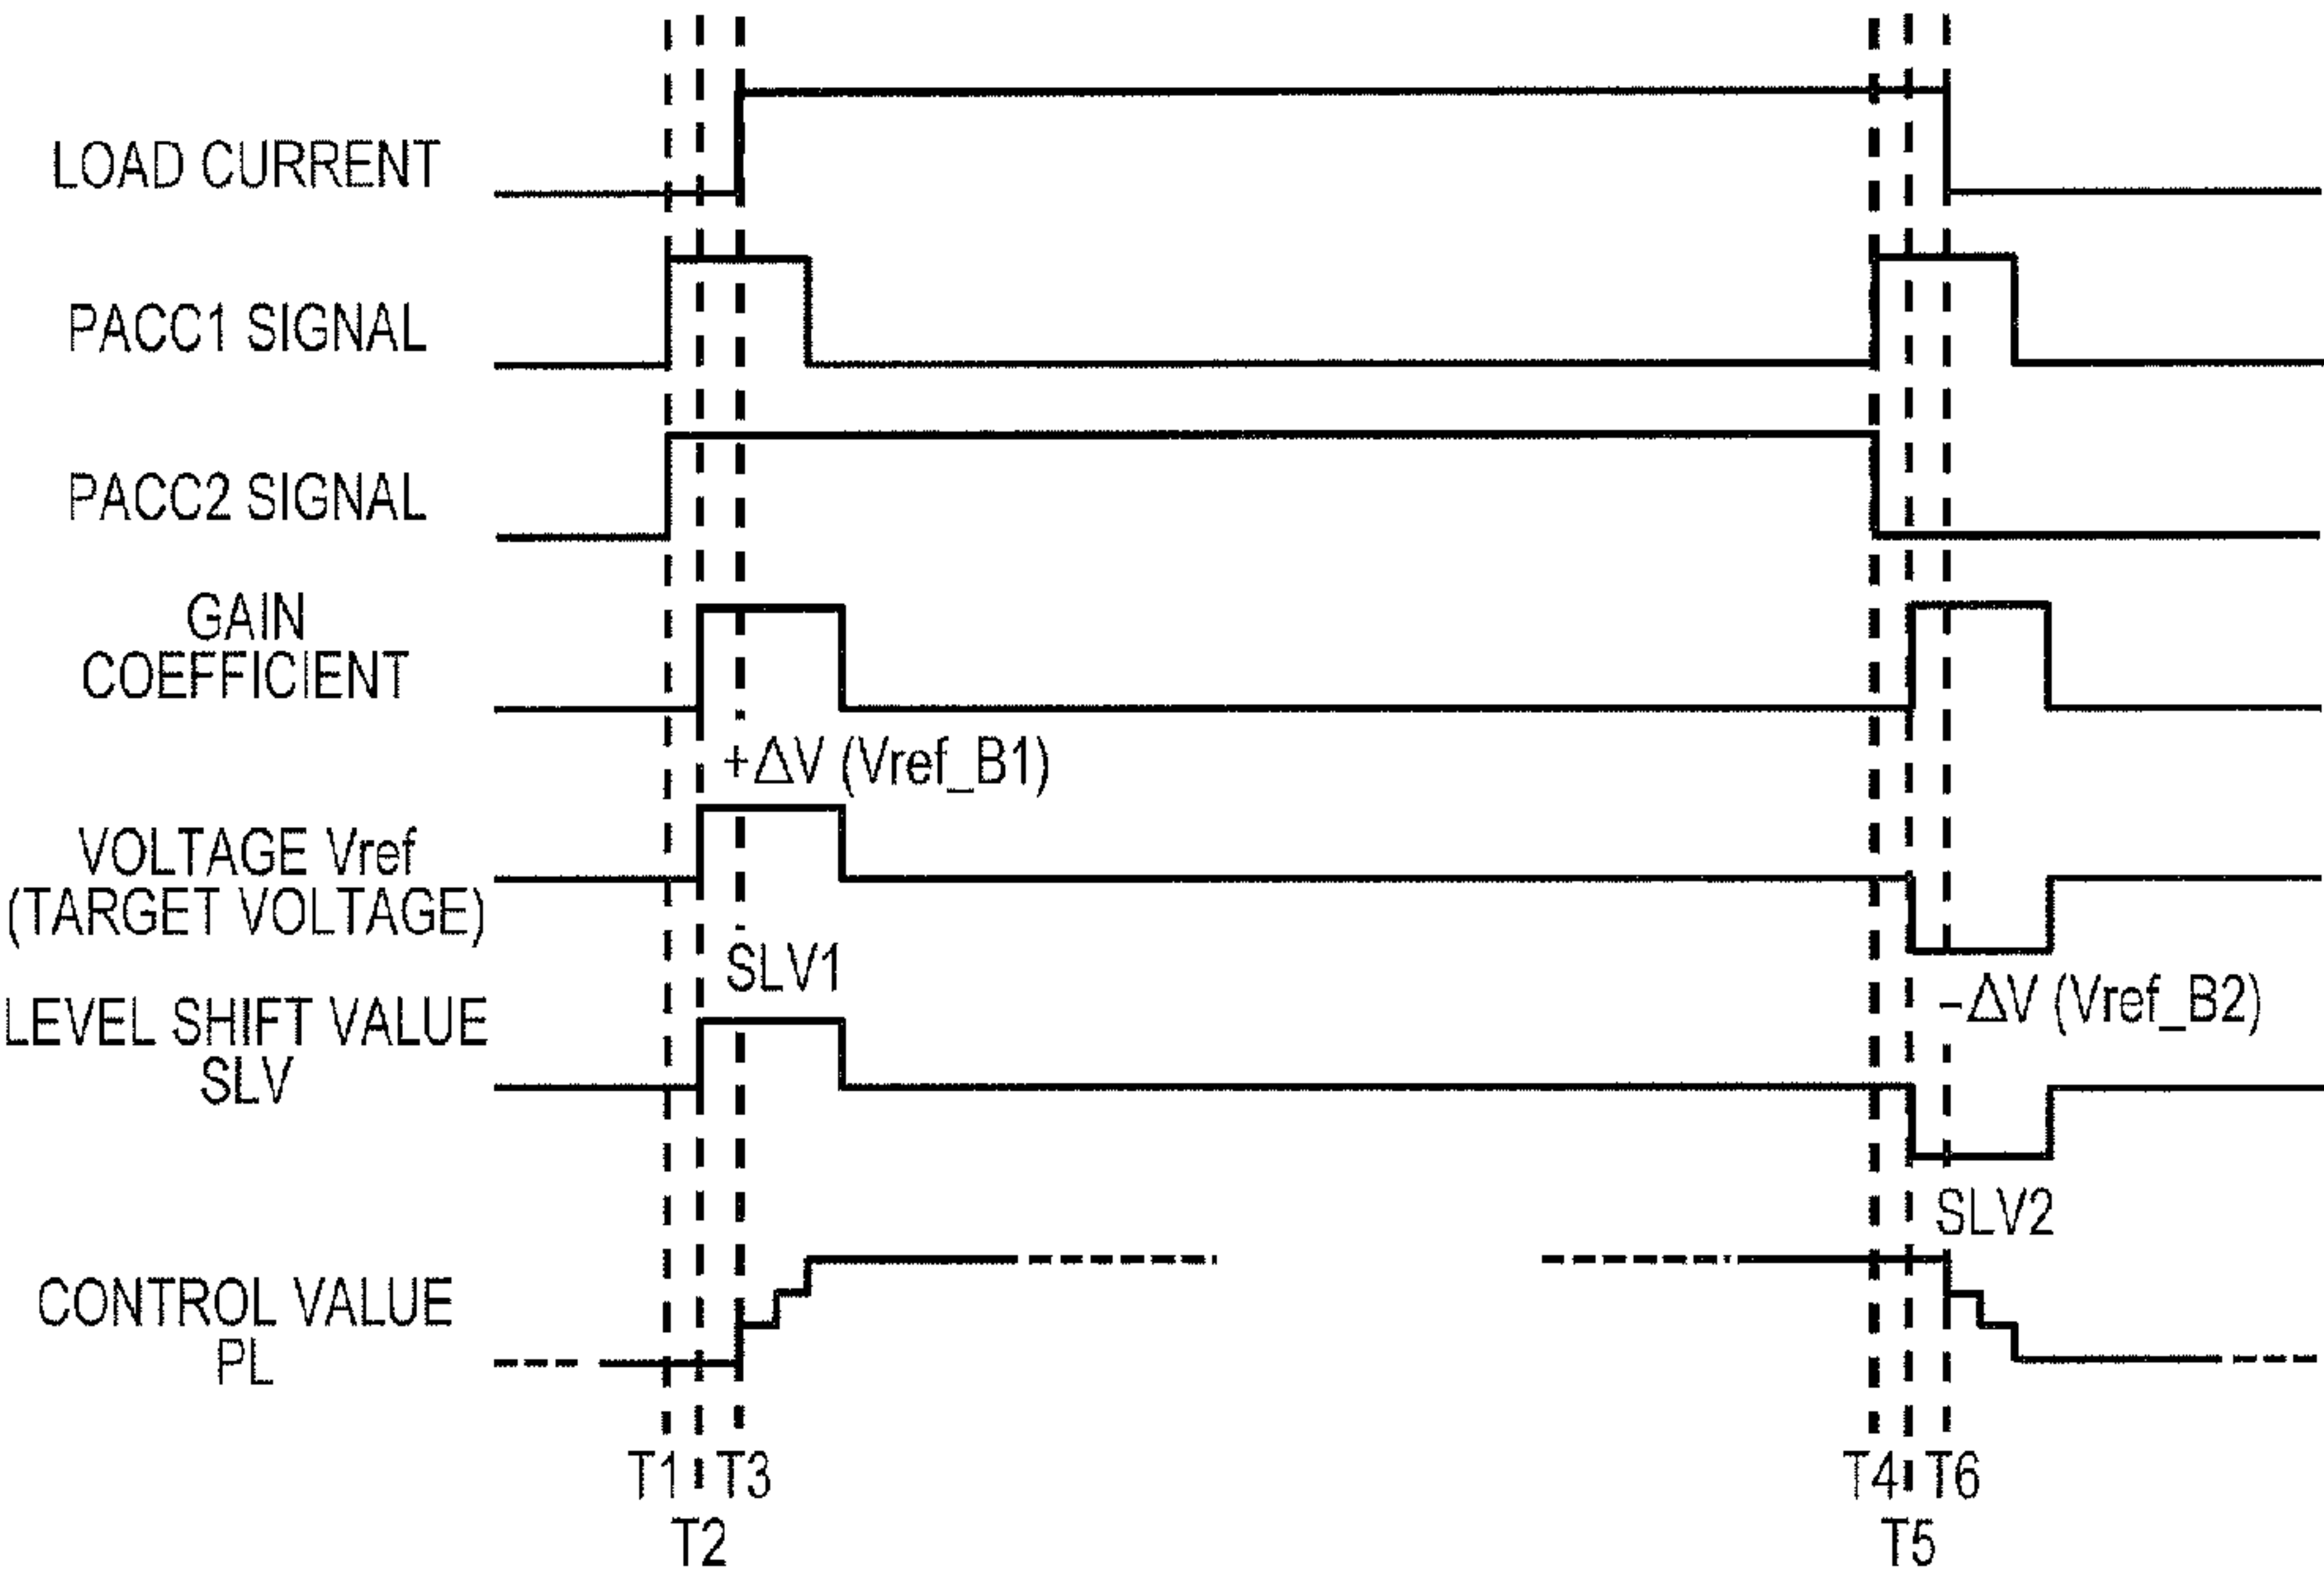 LOAD CURRENT
PACC1 SIGNAL
PACC2 SIGNAL
GAIN
COEFFICIENT
+ΔV (Vref_B1)
VOLTAGE Vref
(TARGET VOLTAGE)
SLV1
LEVEL SHIFT VALUE
SLV
−ΔV (Vref_B2)
SLV2
CONTROL VALUE
PL
T1 T3 T4 T6
T2 T5